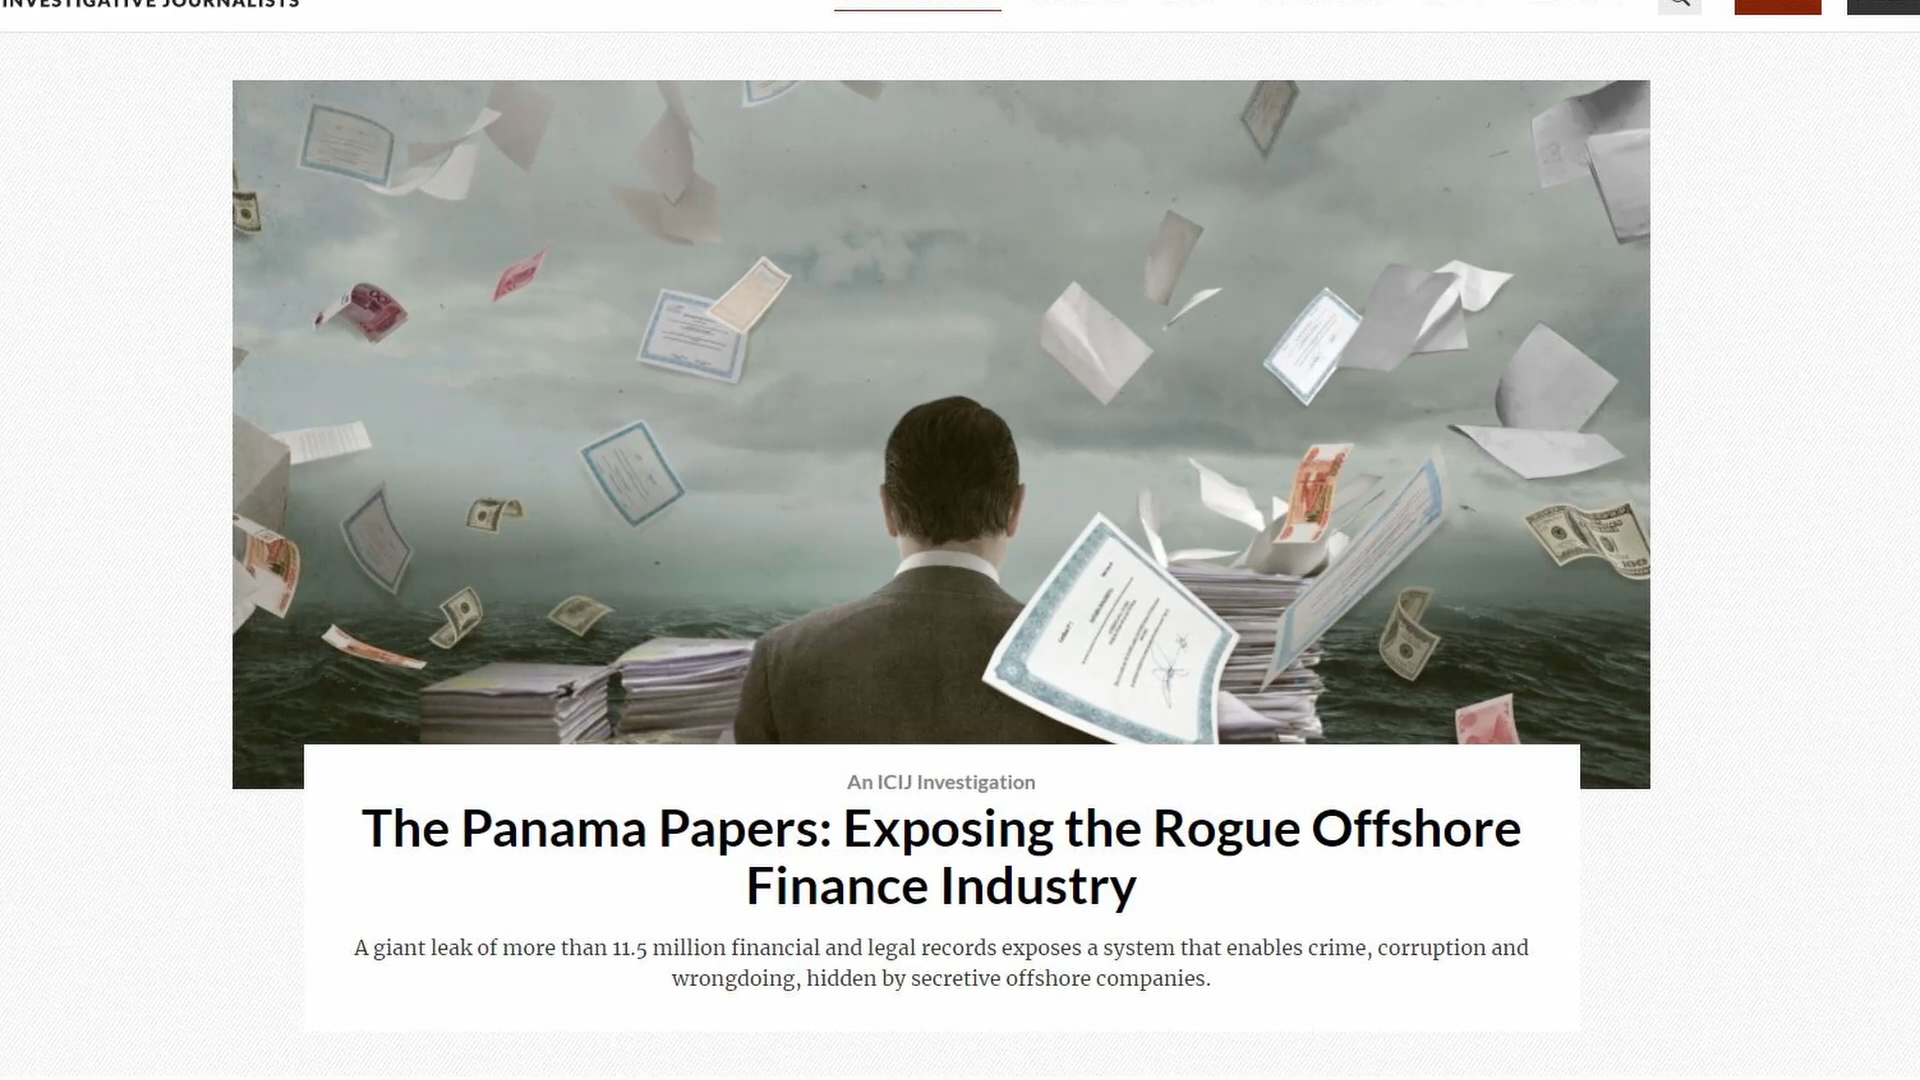 INVESTIGATIVE JOURNALISTS
An ICIJ Investigation
The Panama Papers: Exposing the Rogue Offshore
Finance Industry
A giant leak of more than 11.5 million financial and legal records exposes a system that enables crime, corruption and
wrongdoing, hidden by secretive offshore companies.